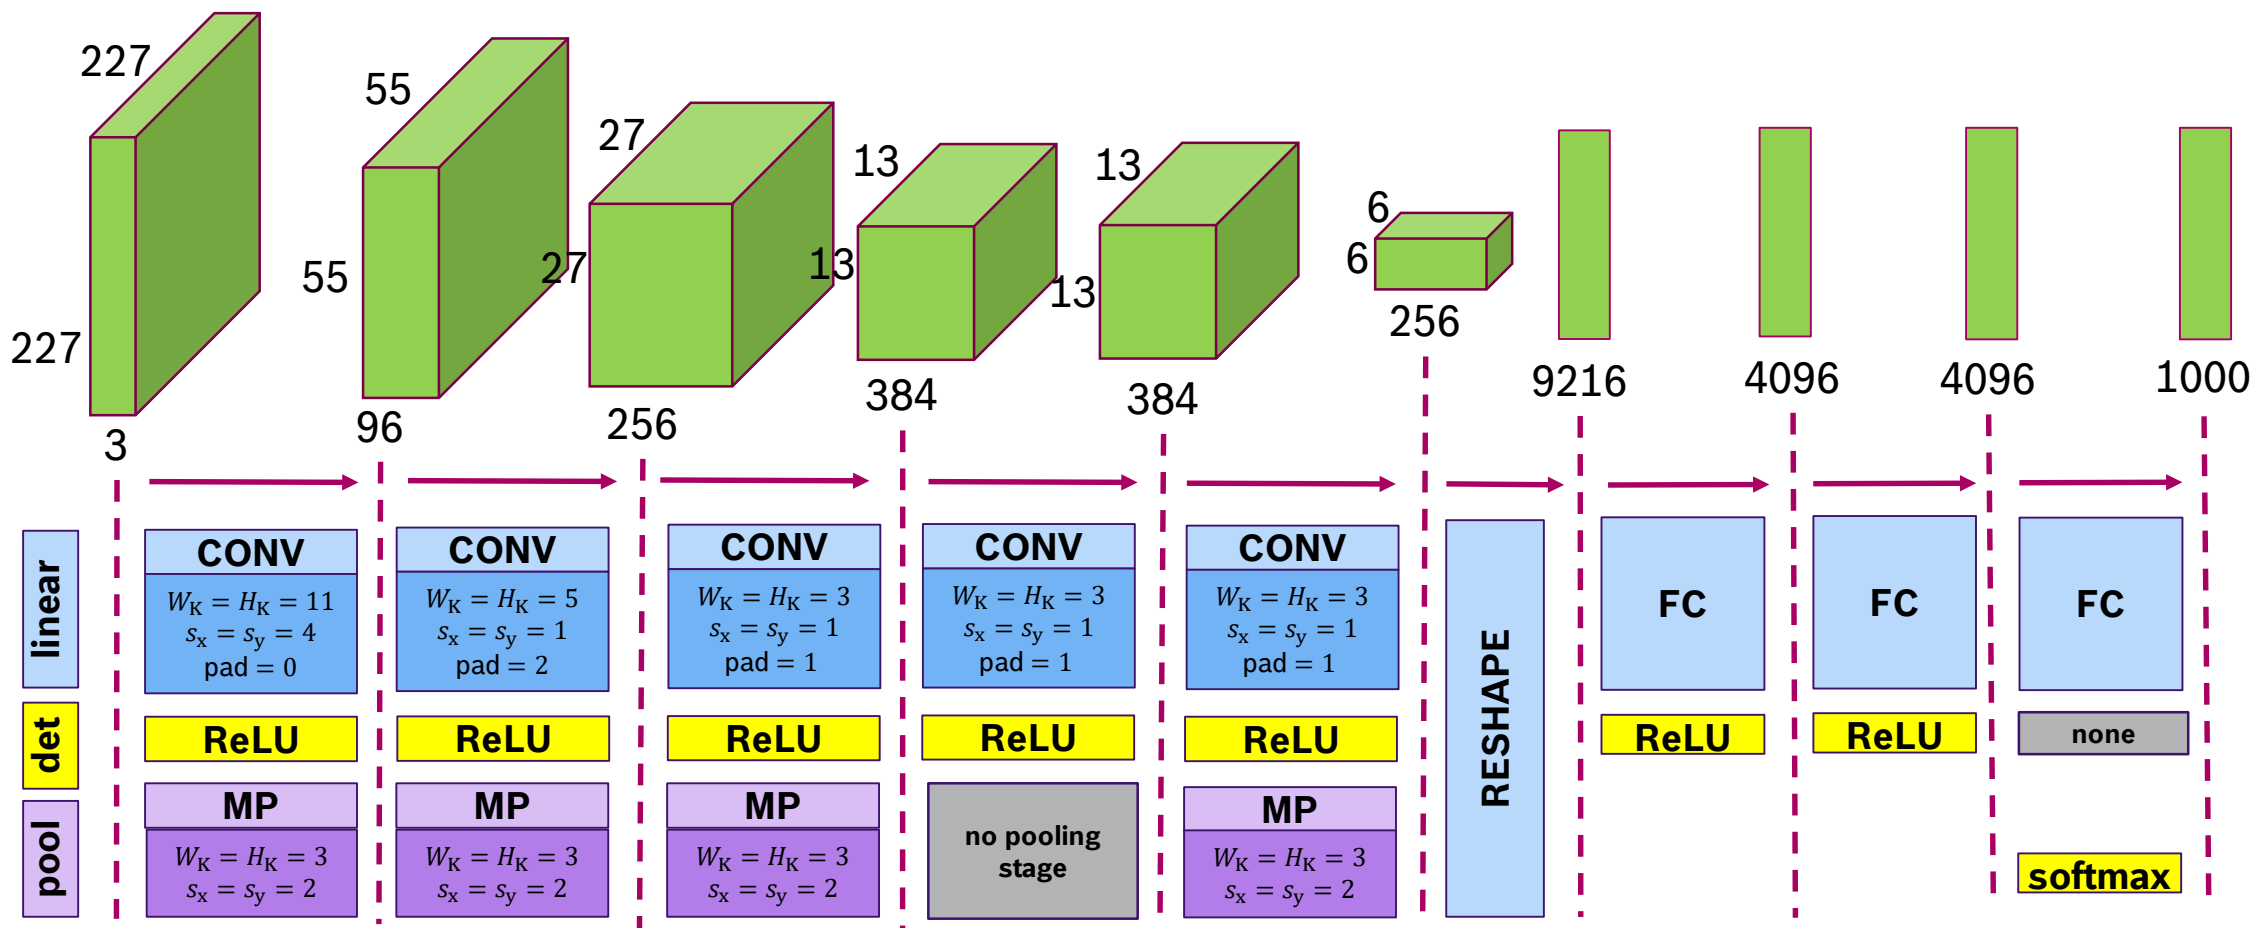 227
227
3
55
55
96
27
27
256
13
13
384
13
13
384
6
6
256
9216
4096
4096
1000
linear
det
pool
CONV
W_K = H_K = 11
s_x = s_y = 4
pad = 0
ReLU
MP
W_K = H_K = 3
s_x = s_y = 2
CONV
W_K = H_K = 5
s_x = s_y = 1
pad = 2
ReLU
MP
W_K = H_K = 3
s_x = s_y = 2
CONV
W_K = H_K = 3
s_x = s_y = 1
pad = 1
ReLU
MP
W_K = H_K = 3
s_x = s_y = 2
CONV
W_K = H_K = 3
s_x = s_y = 1
pad = 1
ReLU
no pooling
stage
CONV
W_K = H_K = 3
s_x = s_y = 1
pad = 1
ReLU
MP
W_K = H_K = 3
s_x = s_y = 2
RESHAPE
FC
ReLU
FC
ReLU
FC
none
softmax